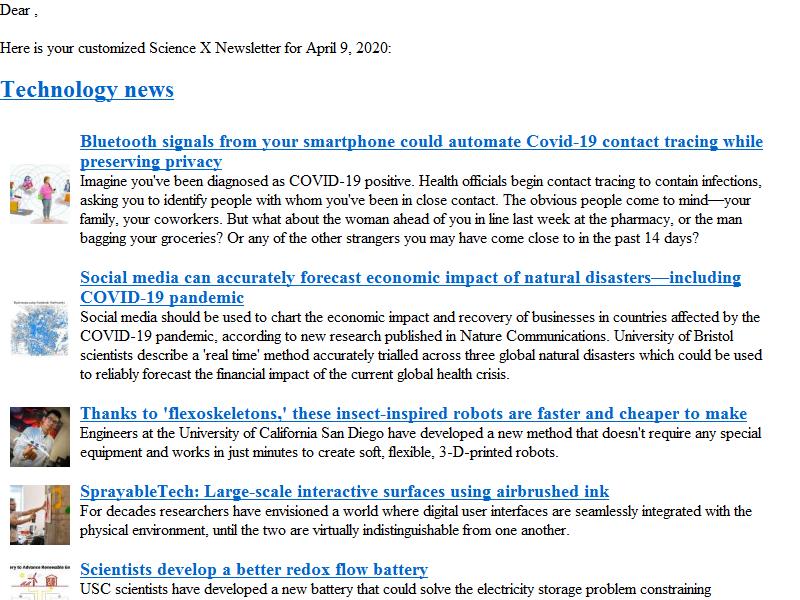 Dear ,
Here is your customized Science X Newsletter for April 9, 2020:
Technology news
Bluetooth signals from your smartphone could automate Covid-19 contact tracing while
preserving privacy
Imagine you've been diagnosed as COVID-19 positive. Health officials begin contact tracing to contain infections,
asking you to identify people with whom you've been in close contact. The obvious people come to mind—your
family, your coworkers. But what about the woman ahead of you in line last week at the pharmacy, or the man
bagging your groceries? Or any of the other strangers you may have come close to in the past 14 days?
Social media can accurately forecast economic impact of natural disasters—including
COVID-19 pandemic
Social media should be used to chart the economic impact and recovery of businesses in countries affected by the
COVID-19 pandemic, according to new research published in Nature Communications. University of Bristol
scientists describe a 'real time' method accurately trialled across three global natural disasters which could be used
to reliably forecast the financial impact of the current global health crisis.
Thanks to 'flexoskeletons,' these insect-inspired robots are faster and cheaper to make
Engineers at the University of California San Diego have developed a new method that doesn't require any special
equipment and works in just minutes to create soft, flexible, 3-D-printed robots.
SprayableTech: Large-scale interactive surfaces using airbrushed ink
For decades researchers have envisioned a world where digital user interfaces are seamlessly integrated with the
physical environment, until the two are virtually indistinguishable from one another.
Scientists develop a better redox flow battery
USC scientists have developed a new battery that could solve the electricity storage problem constraining